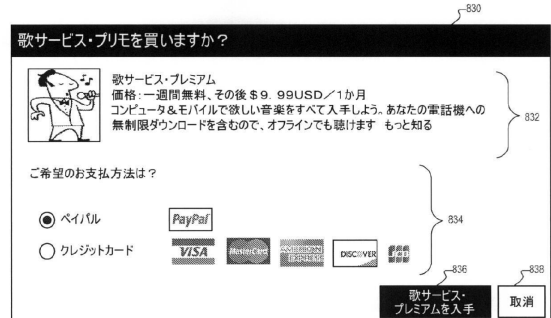 830
歌サービス・プリモを買いますか?
歌サービス・プレミアム
価格:一週間無料、その後$9.99USD/1か月
コンピュータ&モバイルで欲しい音楽をすべて入手しよう。あなたの電話機への
無制限ダウンロードを含むので、オフラインでも聴けます もっと知る
832
ご希望のお支払方法は?
ペイパル PayPal
834
クレジットカード VISA MasterCard AMERICAN EXPRESS DISCOVER JCB
836 838
歌サービス・
プレミアムを入手
取消